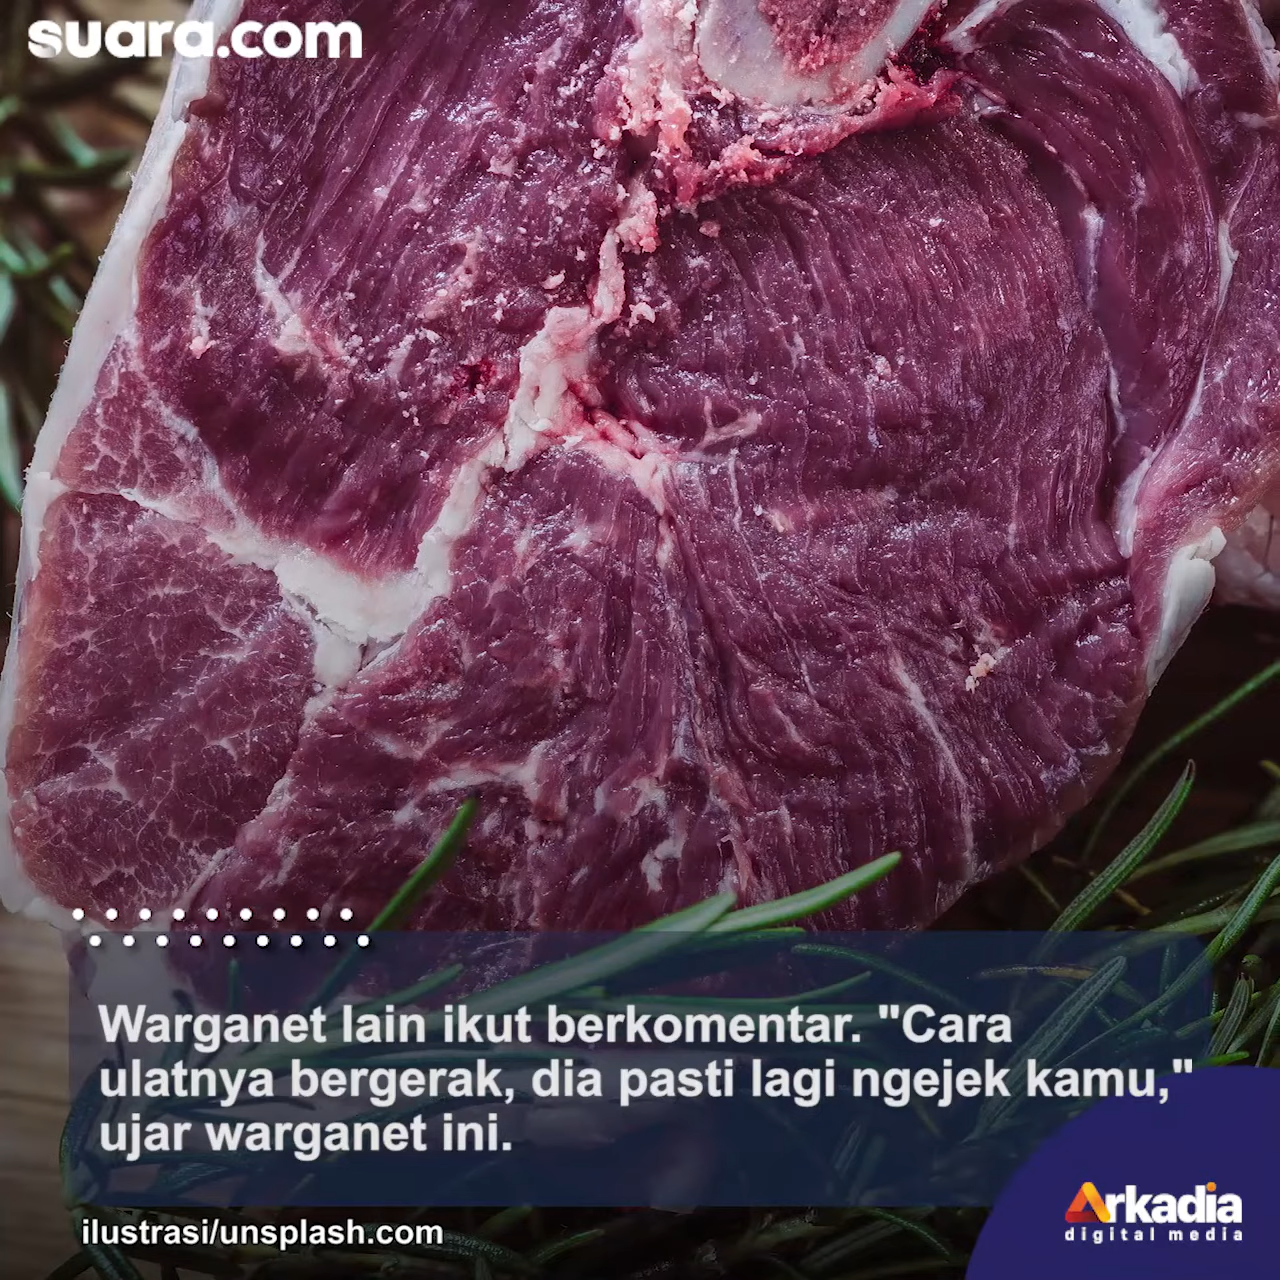 suara.com
Warganet lain ikut berkomentar. "Cara
ulatnya bergerak, dia pasti lagi ngejek kamu,"
ujar warganet ini.
ilustrasi/unsplash.com
Arkadia
digital media